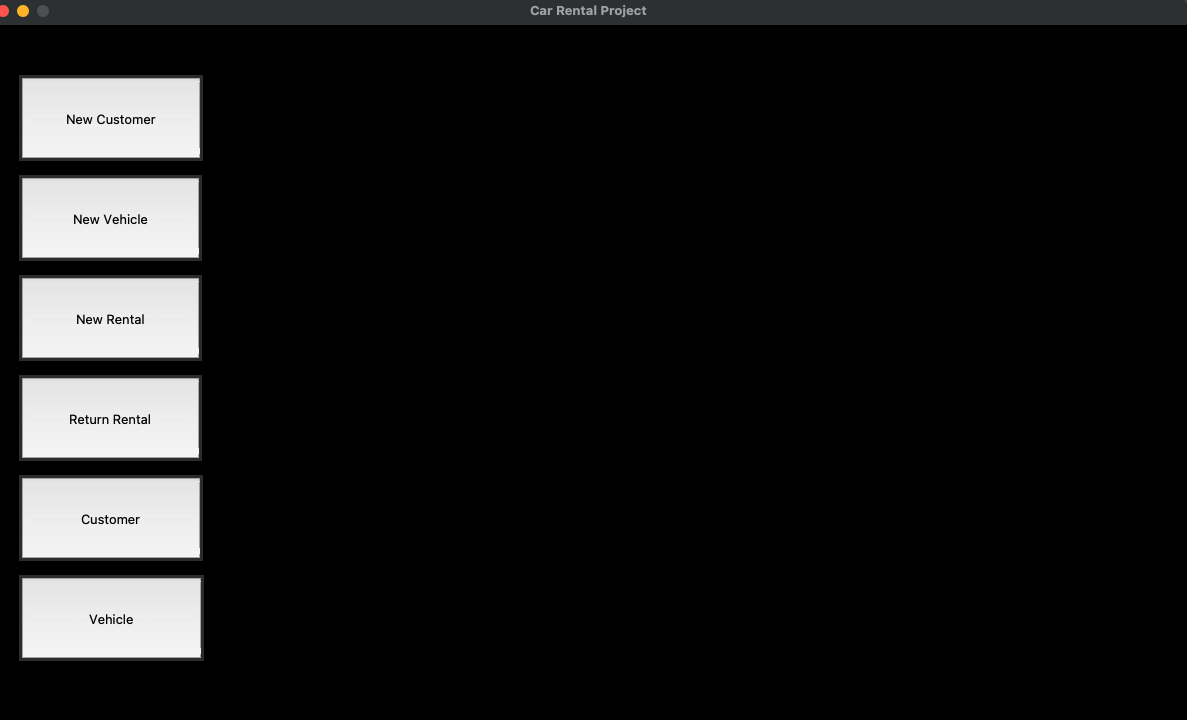 Car Rental Project
New Customer
New Vehicle
New Rental
Return Rental
Customer
Vehicle